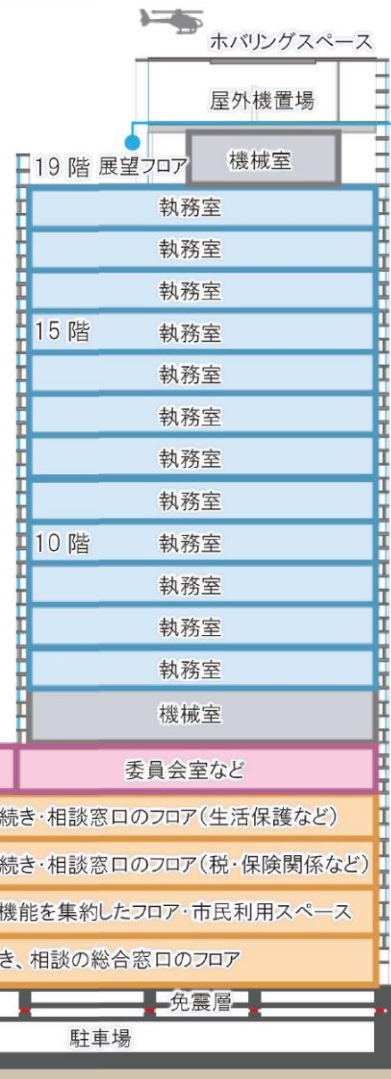 ホバリングスペース
屋外機置場
19階 展望フロア 機械室
執務室
執務室
執務室
15階 執務室
執務室
執務室
執務室
執務室
10階 執務室
執務室
執務室
執務室
機械室
委員会室など
続き・相談窓口のフロア(生活保護など)
続き・相談窓口のフロア(税・保険関係など)
機能を集約したフロア・市民利用スペース
き、相談の総合窓口のフロア
免震層
駐車場